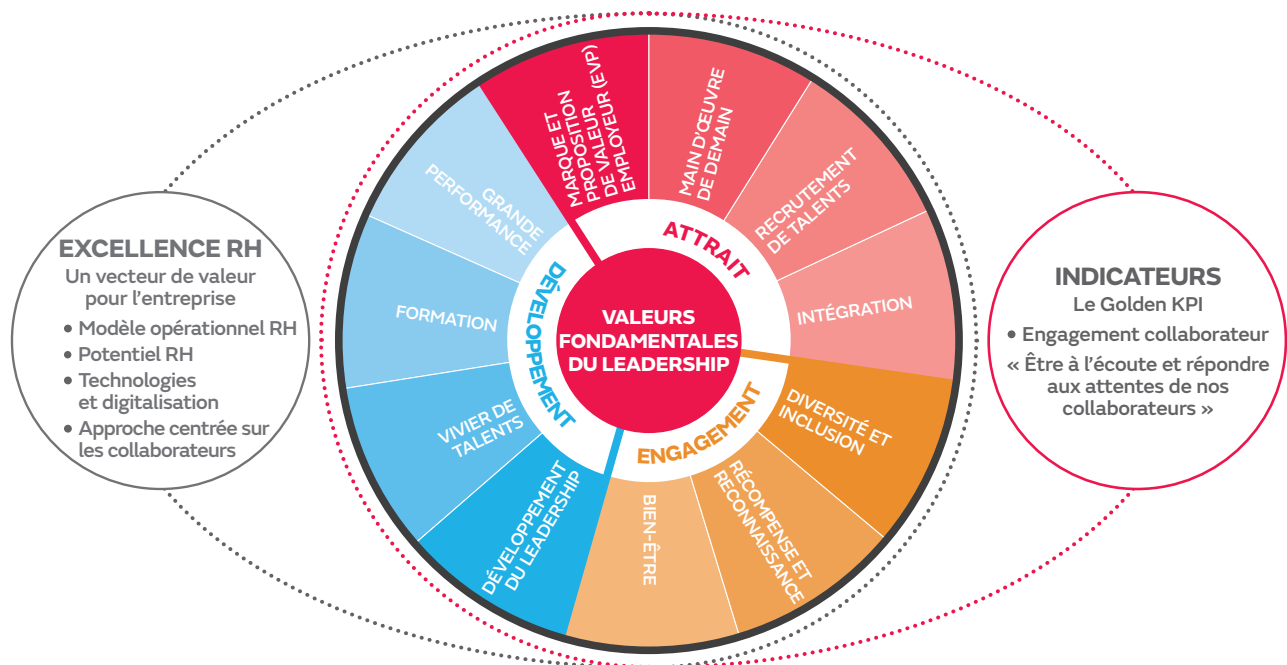 EXCELLENCE RH
Un vecteur de valeur
pour l'entreprise
• Modèle opérationnel RH
• Potentiel RH
• Technologies
et digitalisation
• Approche centrée sur
les collaborateurs
MARQUE ET
PROPOSITION
DE VALEUR (EVP)
EMPLOYEUR
MAIN D'ŒUVRE
DE DEMAIN
RECRUTEMENT
DE TALENTS
INTÉGRATION
DIVERSITÉ ET
INCLUSION
RÉCOMPENSE ET
RECONNAISSANCE
BIEN-ÊTRE
DÉVELOPPEMENT
DU LEADERSHIP
VIVIER DE
TALENTS
FORMATION
GRANDE
PERFORMANCE
ATTRAIT
ENGAGEMENT
DÉVELOPPEMENT
VALEURS
FONDAMENTALES
DU LEADERSHIP
INDICATEURS
Le Golden KPI
• Engagement collaborateur
« Être à l'écoute et répondre
aux attentes de nos
collaborateurs »